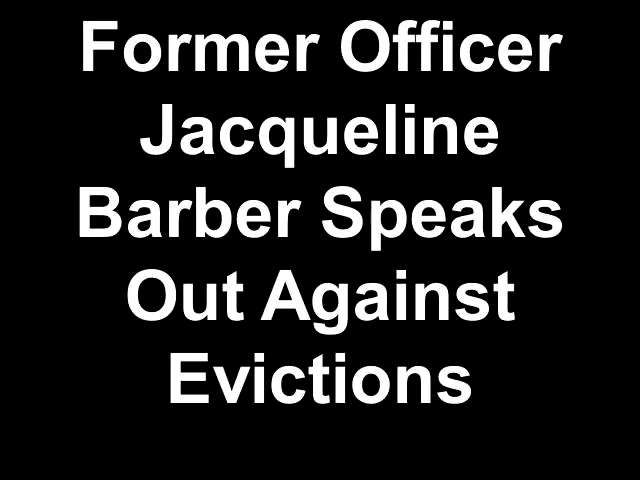 Former Officer
Jacqueline
Barber Speaks
Out Against
Evictions